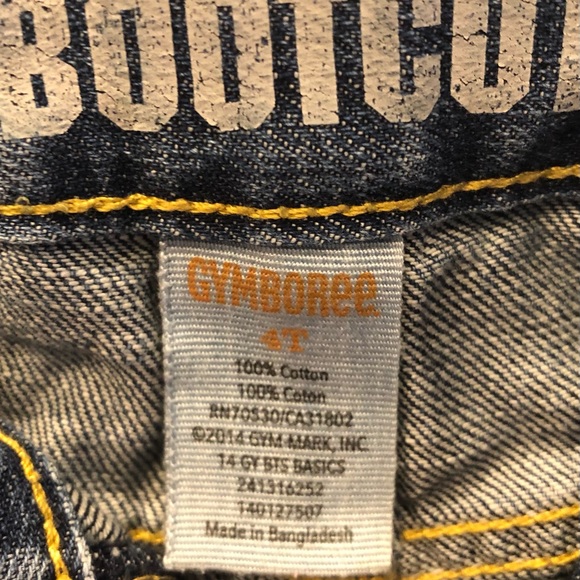 BOOTCU
GYMBOREE
4T
100% Cotton
100% Coton
RN70530/CA31802
©2014 GYM-MARK, INC.
14 GY BTS BASICS
241316252
140127507
Made in Bangladesh